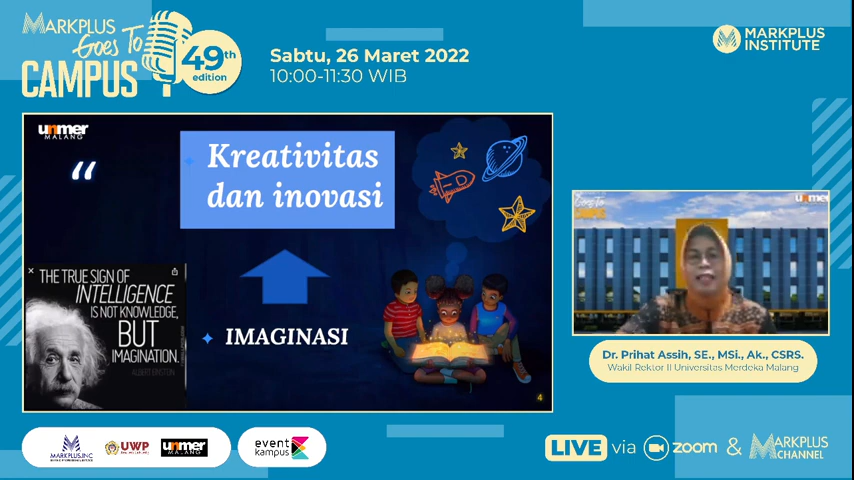 MARKPLUS
Goes To
CAMPUS
49th
edition
Sabtu, 26 Maret 2022
10:00-11:30 WIB
MARKPLUS
INSTITUTE
unmer
MALANG
“
Kreativitas
dan inovasi
THE TRUE SIGN OF
INTELLIGENCE
IS NOT KNOWLEDGE,
BUT
IMAGINATION.
ALBERT EINSTEIN
IMAGINASI
4
unmer
Dr. Prihat Assih, SE., MSi., Ak., CSRS.
Wakil Rektor II Universitas Merdeka Malang
MARKPLUS,INC
UWP
unmer
MALANG
event
kampus
LIVE via zoom & MARKPLUS
CHANNEL